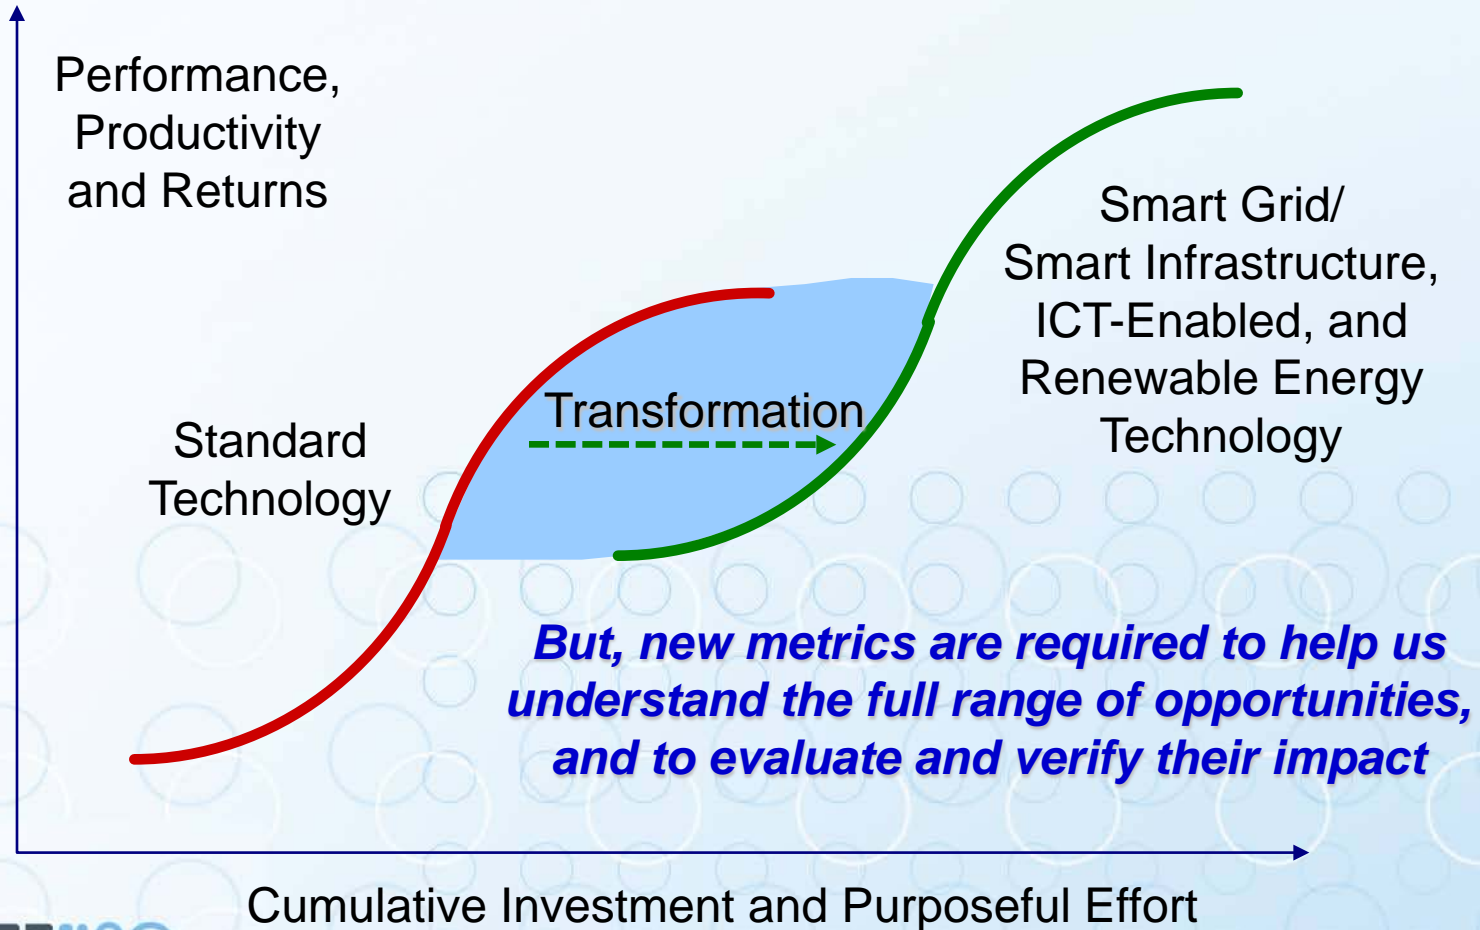 Performance,
Productivity
and Returns
Smart Grid/
Smart Infrastructure,
ICT-Enabled, and
Renewable Energy
Technology
Transformation
Standard
Technology
But, new metrics are required to help us
understand the full range of opportunities,
and to evaluate and verify their impact
Cumulative Investment and Purposeful Effort